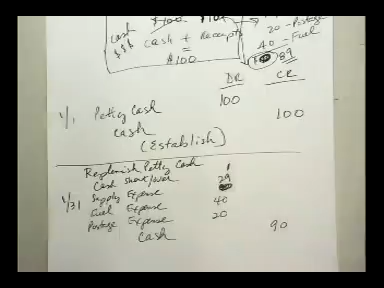 $100
cash
$$$
cash + Receipts
=
$100
20 - Postage
40 - Fuel
89
DR CR
1/1 Petty Cash 100
cash 100
(Establish)
Replenish Petty Cash
Cash Short/over 1
1/31 Supply Expense 29
Fuel Expense 40
Postage Expense 20
Cash 90